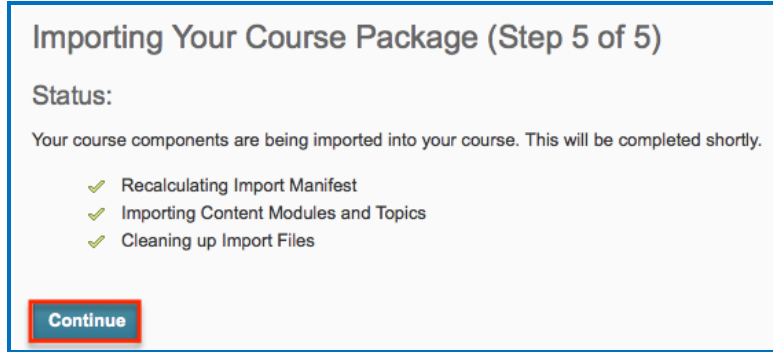 Importing Your Course Package (Step 5 of 5)
Status:
Your course components are being imported into your course. This will be completed shortly.
Recalculating Import Manifest
Importing Content Modules and Topics
Cleaning up Import Files
Continue